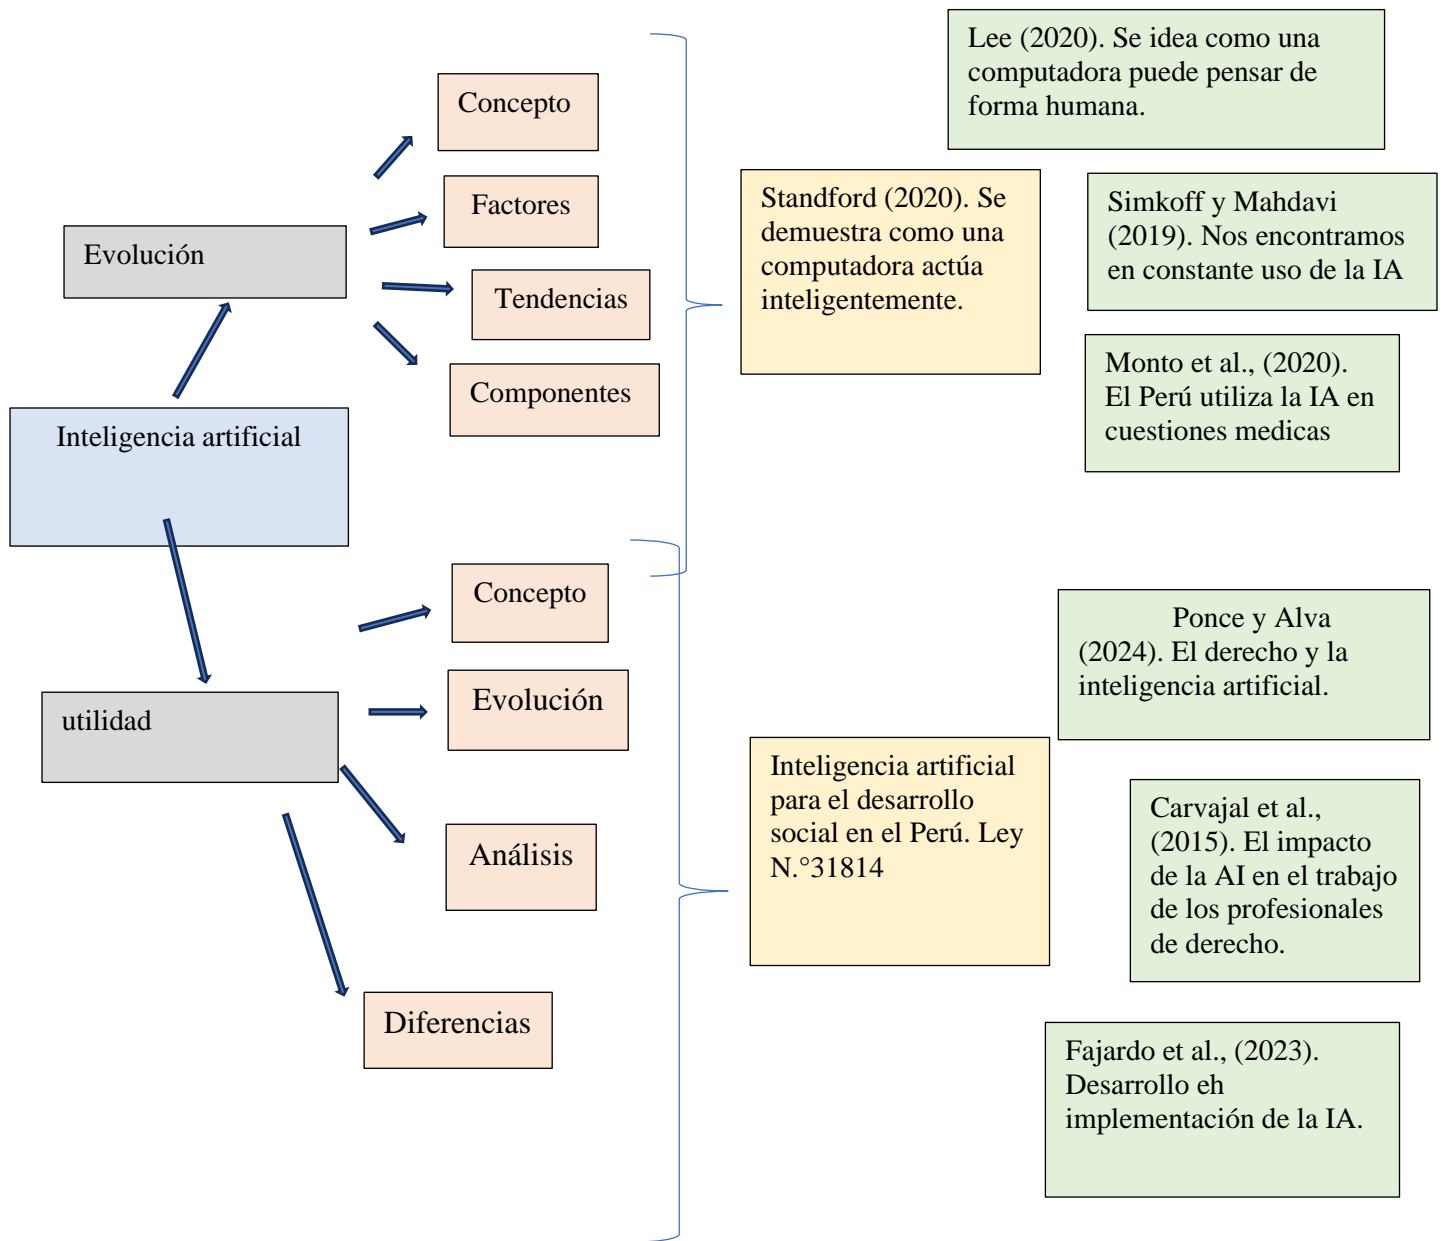 Concepto
Factores
Evolución
Tendencias
Componentes
Inteligencia artificial
Concepto
Evolución
utilidad
Análisis
Diferencias
Standford (2020). Se
demuestra como una
computadora actúa
inteligentemente.
Inteligencia artificial
para el desarrollo
social en el Perú. Ley
N.°31814
Lee (2020). Se idea como una
computadora puede pensar de
forma humana.
Simkoff y Mahdavi
(2019). Nos encontramos
en constante uso de la IA
Monto et al., (2020).
El Perú utiliza la IA en
cuestiones medicas
Ponce y Alva
(2024). El derecho y la
inteligencia artificial.
Carvajal et al.,
(2015). El impacto
de la AI en el trabajo
de los profesionales
de derecho.
Fajardo et al., (2023).
Desarrollo eh
implementación de la IA.